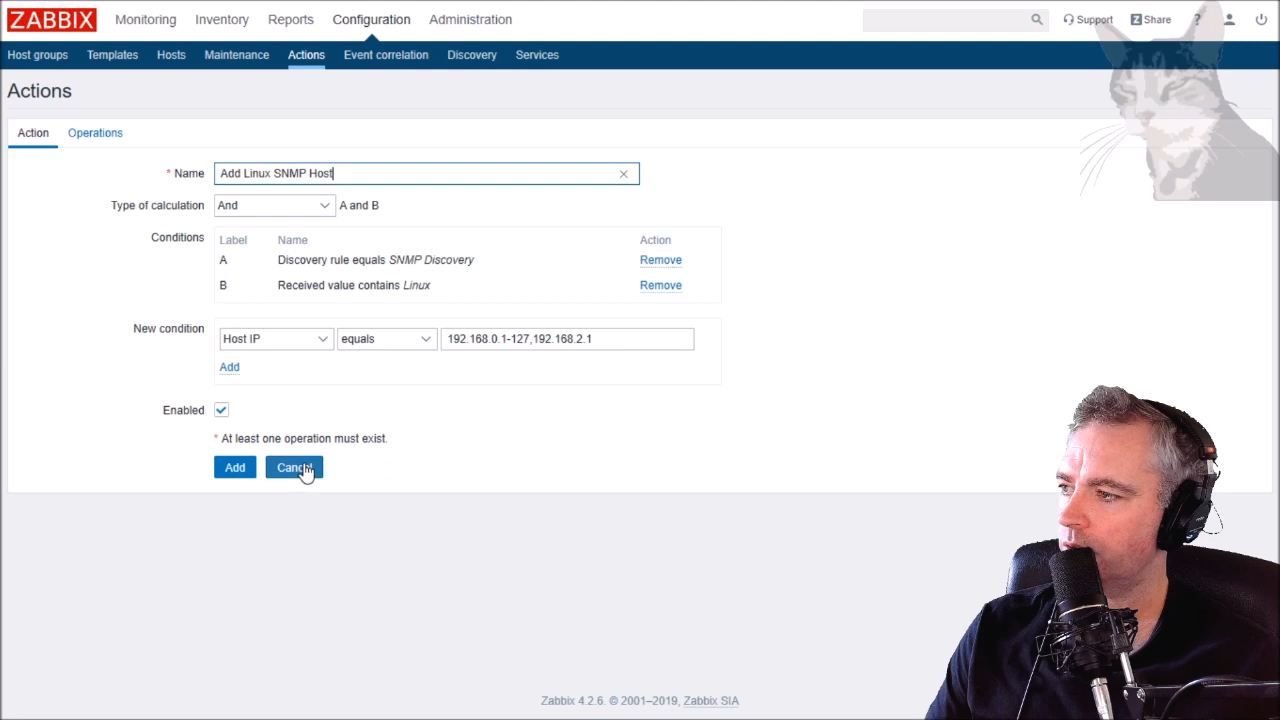 ZABBIX Monitoring Inventory Reports Configuration Administration Support Z Share ?
Host groups Templates Hosts Maintenance Actions Event correlation Discovery Services
Actions
Action Operations
* Name Add Linux SNMP Host
Type of calculation And A and B
Conditions Label Name Action
A Discovery rule equals SNMP Discovery Remove
B Received value contains Linux Remove
New condition Host IP equals 192.168.0.1-127,192.168.2.1
Add
Enabled
* At least one operation must exist.
Add Cancel
Zabbix 4.2.6. © 2001–2019, Zabbix SIA